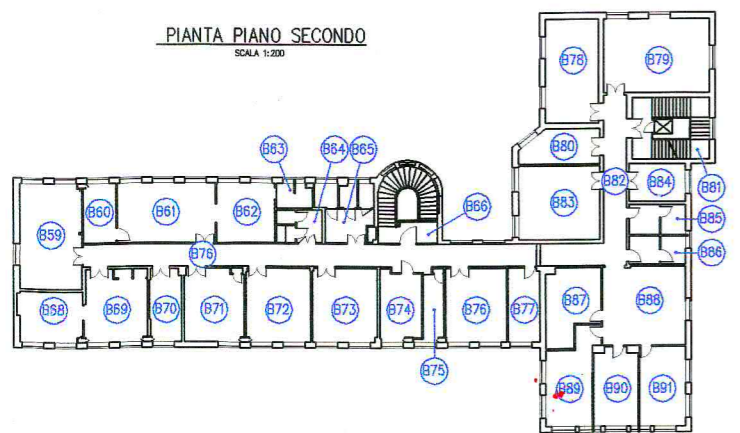 PIANTA PIANO SECONDO
SCALA 1:200
B78
B79
B63
B64
B65
B80
B81
B82
B84
B59
B60
B61
B62
B66
B83
B85
B76
B86
B68
B69
B70
B71
B72
B73
B74
B76
B77
B87
B88
B75
B89
B90
B91